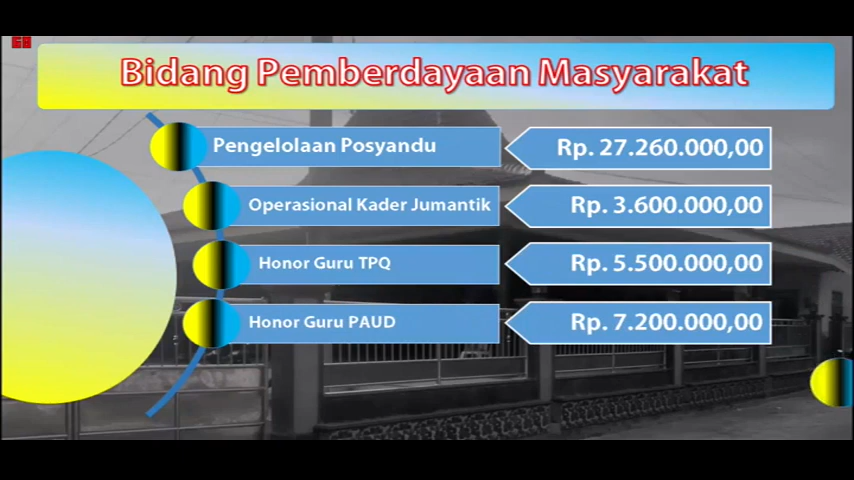 Bidang Pemberdayaan Masyarakat
Pengelolaan Posyandu Rp. 27.260.000,00
Operasional Kader Jumantik Rp. 3.600.000,00
Honor Guru TPQ Rp. 5.500.000,00
Honor Guru PAUD Rp. 7.200.000,00